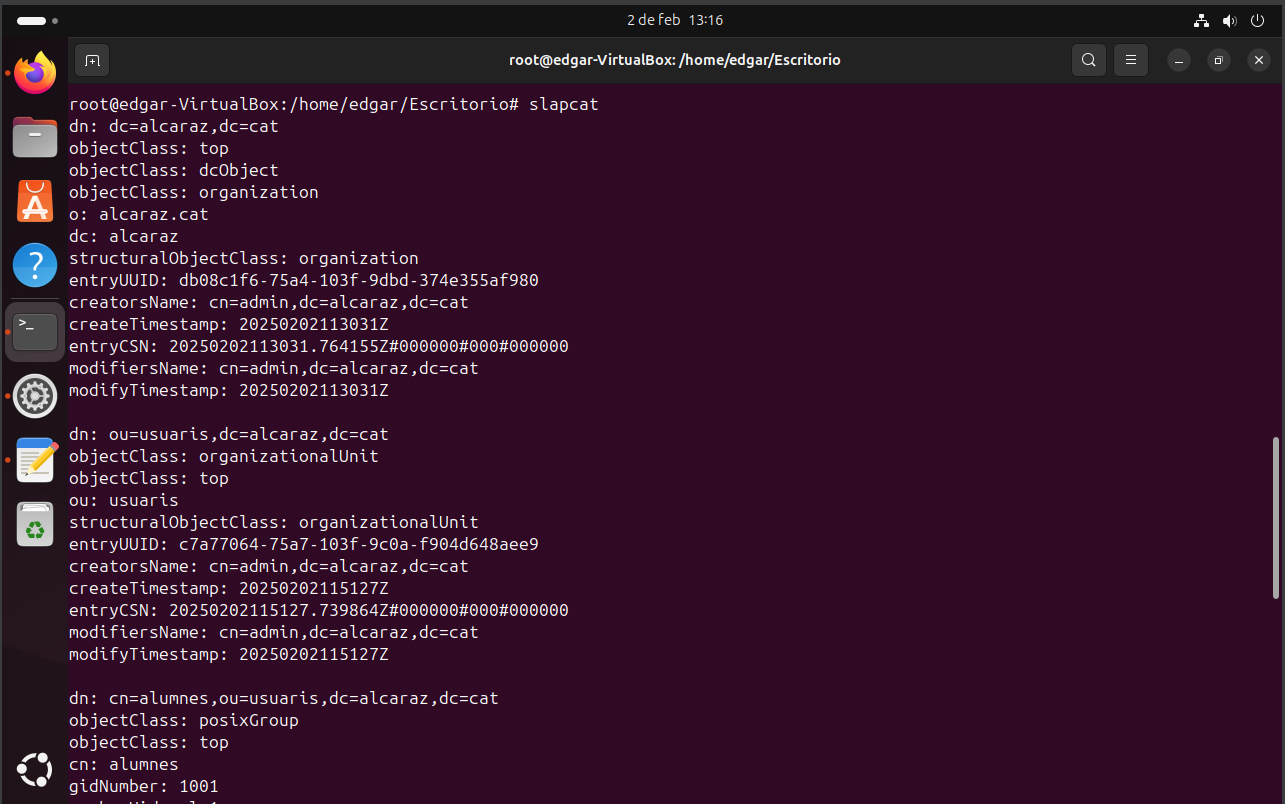 2 de feb 13:16
root@edgar-VirtualBox: /home/edgar/Escritorio
root@edgar-VirtualBox:/home/edgar/Escritorio# slapcat
dn: dc=alcaraz,dc=cat
objectClass: top
objectClass: dcObject
objectClass: organization
o: alcaraz.cat
dc: alcaraz
structuralObjectClass: organization
entryUUID: db08c1f6-75a4-103f-9dbd-374e355af980
creatorsName: cn=admin,dc=alcaraz,dc=cat
createTimestamp: 20250202113031Z
entryCSN: 20250202113031.764155Z#000000#000#000000
modifiersName: cn=admin,dc=alcaraz,dc=cat
modifyTimestamp: 20250202113031Z
dn: ou=usuaris,dc=alcaraz,dc=cat
objectClass: organizationalUnit
objectClass: top
ou: usuaris
structuralObjectClass: organizationalUnit
entryUUID: c7a77064-75a7-103f-9c0a-f904d648aee9
creatorsName: cn=admin,dc=alcaraz,dc=cat
createTimestamp: 20250202115127Z
entryCSN: 20250202115127.739864Z#000000#000#000000
modifiersName: cn=admin,dc=alcaraz,dc=cat
modifyTimestamp: 20250202115127Z
dn: cn=alumnes,ou=usuaris,dc=alcaraz,dc=cat
objectClass: posixGroup
objectClass: top
cn: alumnes
gidNumber: 1001